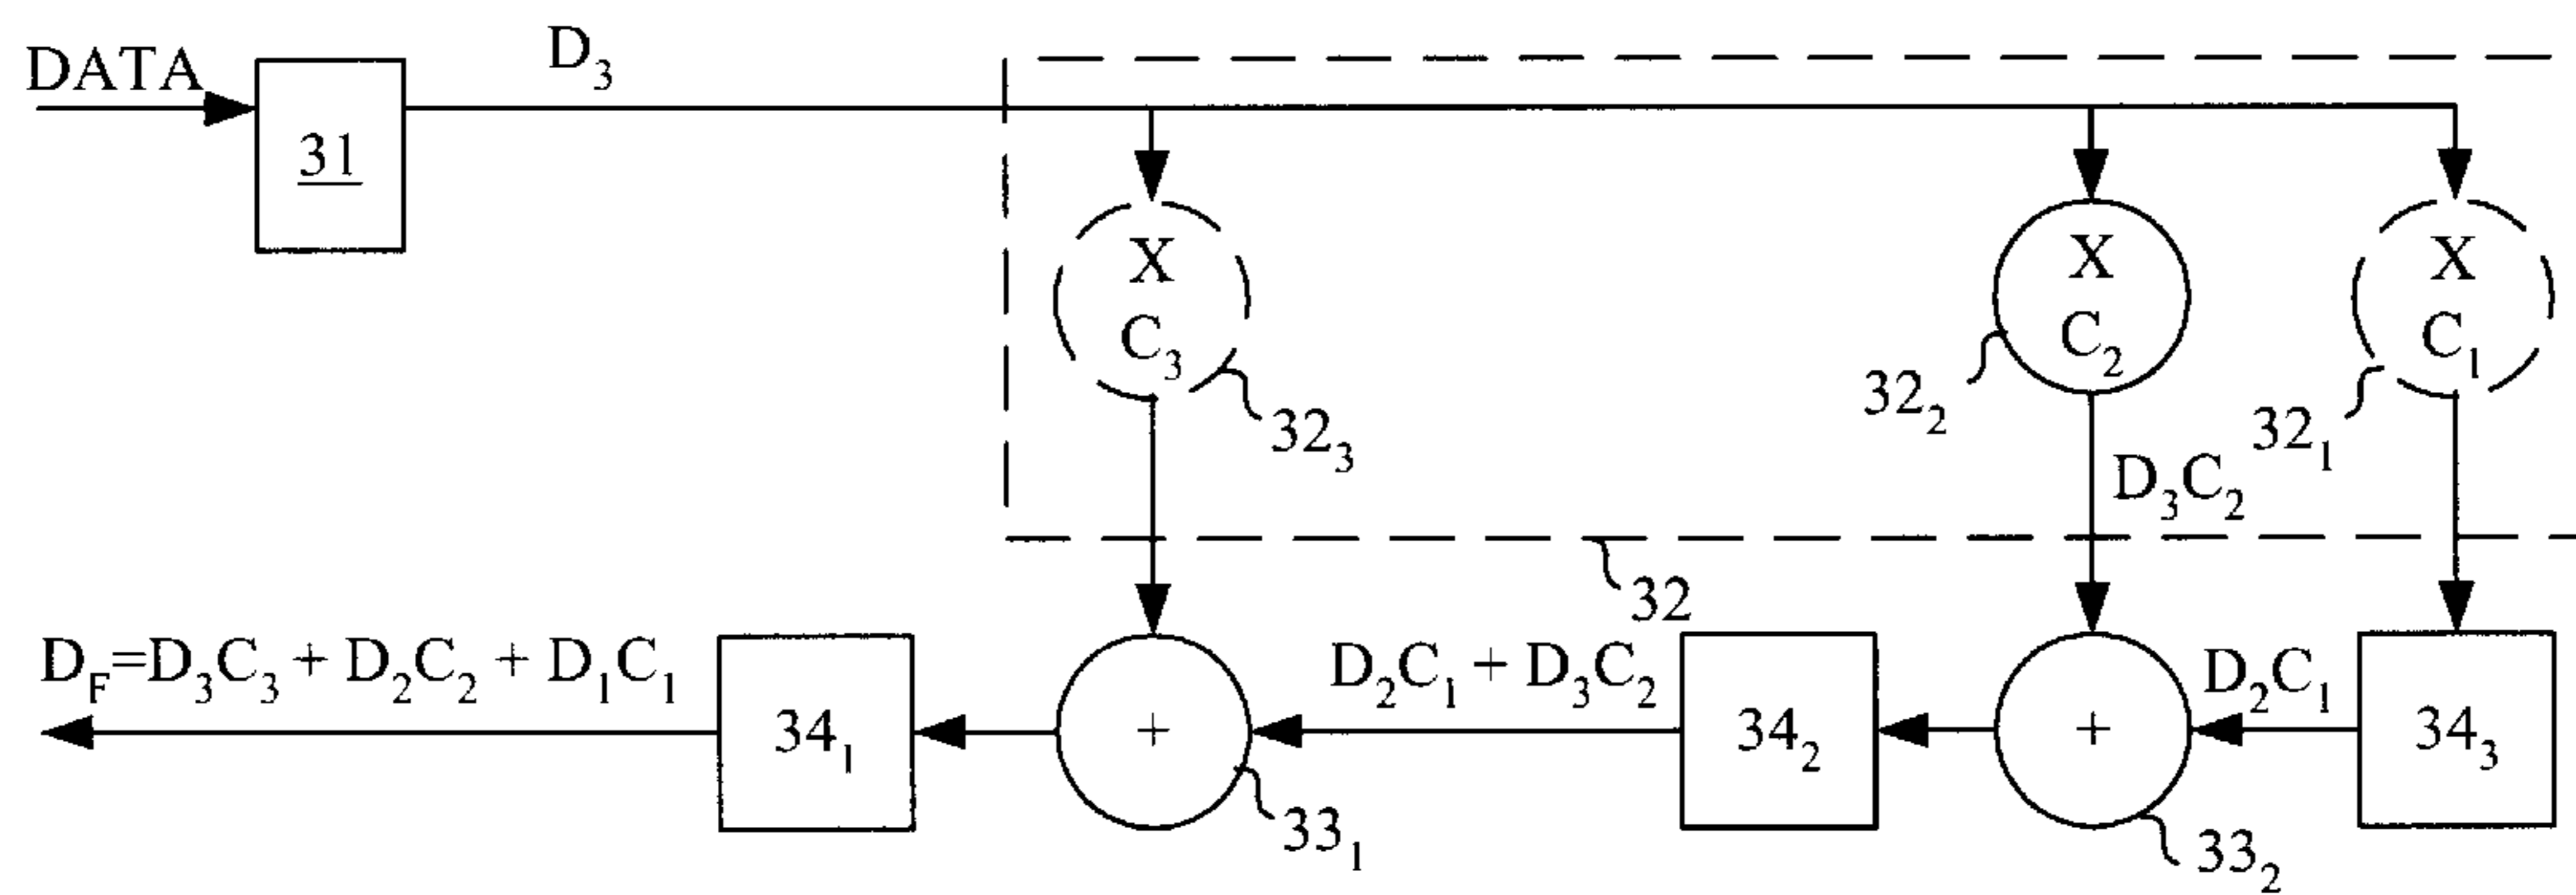 DATA
D₃
31
X
C₃
X
C₂
X
C₁
32₃
32₂
32₁
D₃C₂
32
D_F=D₃C₃ + D₂C₂ + D₁C₁
34₁
+
D₂C₁ + D₃C₂
34₂
+
D₂C₁
34₃
33₁
33₂